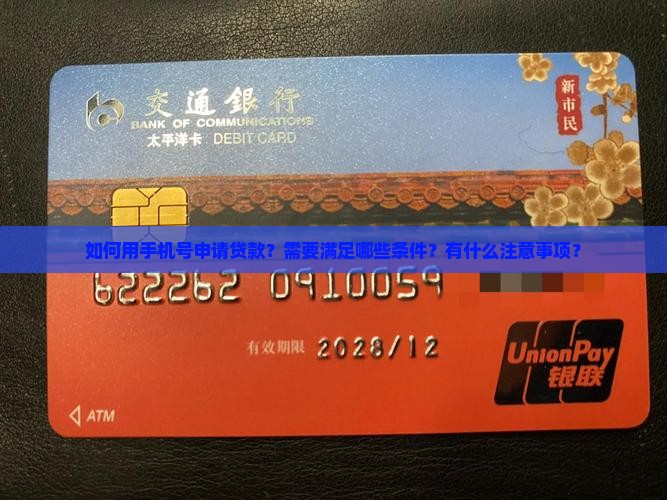 交通銀行
BANK OF COMMUNICATIONS
太平洋卡 DEBIT CARD
新市民
如何用手机号申请贷款？需要满足哪些条件？有什么注意事项？
622262 0910059
有效期限 2028/12
UnionPay
银联
ATM